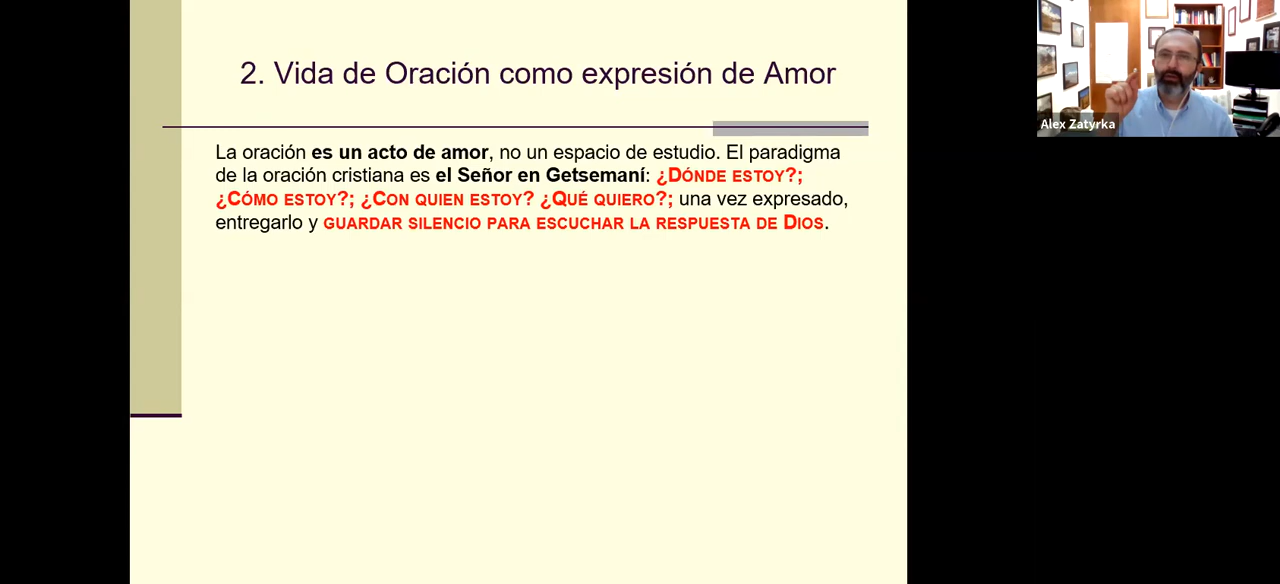 2. Vida de Oración como expresión de Amor
La oración es un acto de amor, no un espacio de estudio. El paradigma
de la oración cristiana es el Señor en Getsemaní: ¿DÓNDE ESTOY?;
¿CÓMO ESTOY?; ¿CON QUIEN ESTOY? ¿QUÉ QUIERO?; una vez expresado,
entregarlo y GUARDAR SILENCIO PARA ESCUCHAR LA RESPUESTA DE DIOS.
Alex Zatyrka